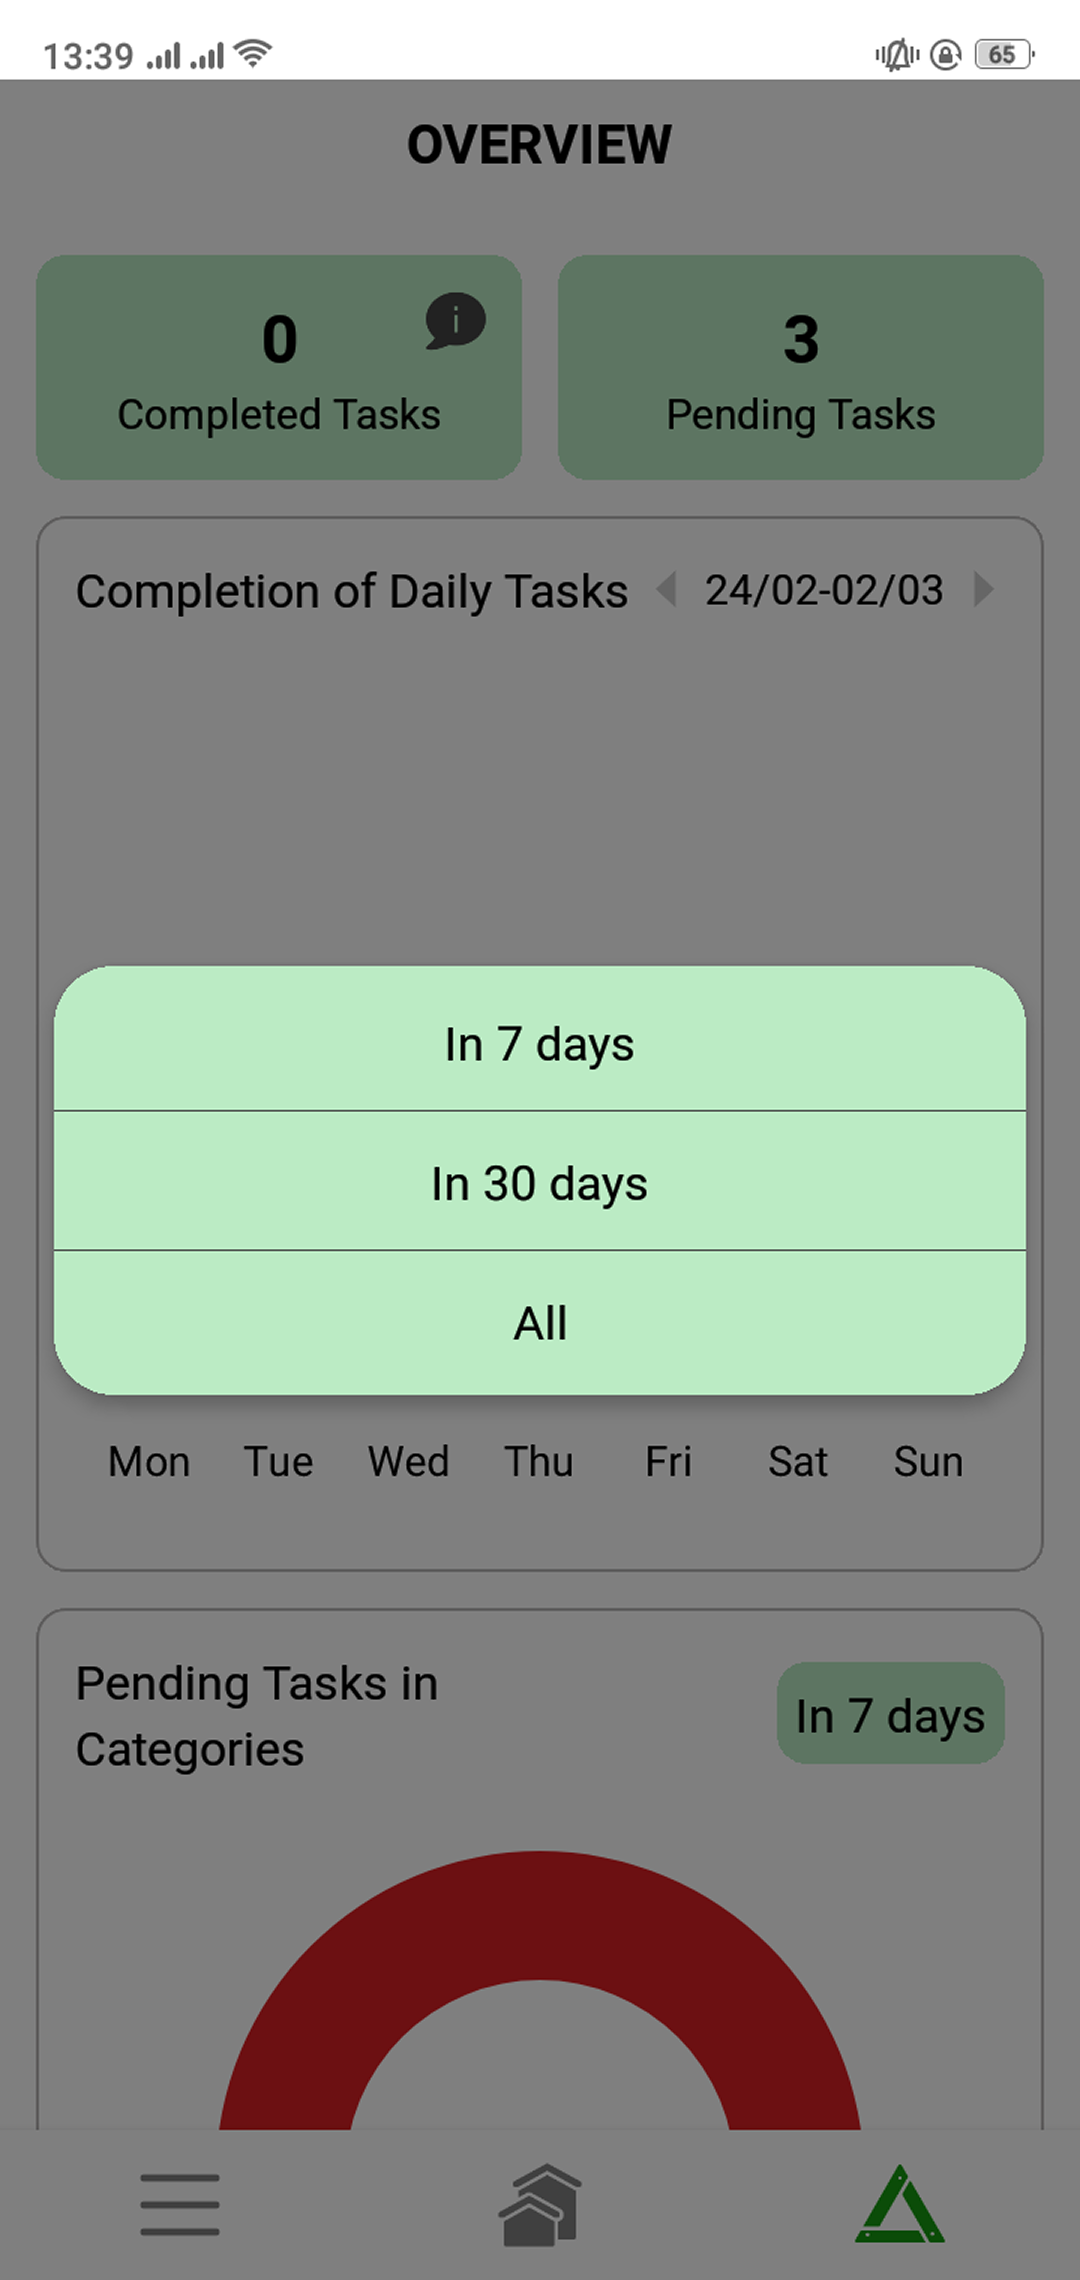 13:39
65
OVERVIEW
0
Completed Tasks
3
Pending Tasks
Completion of Daily Tasks
24/02-02/03
In 7 days
In 30 days
All
Mon Tue Wed Thu Fri Sat Sun
Pending Tasks in
Categories
In 7 days